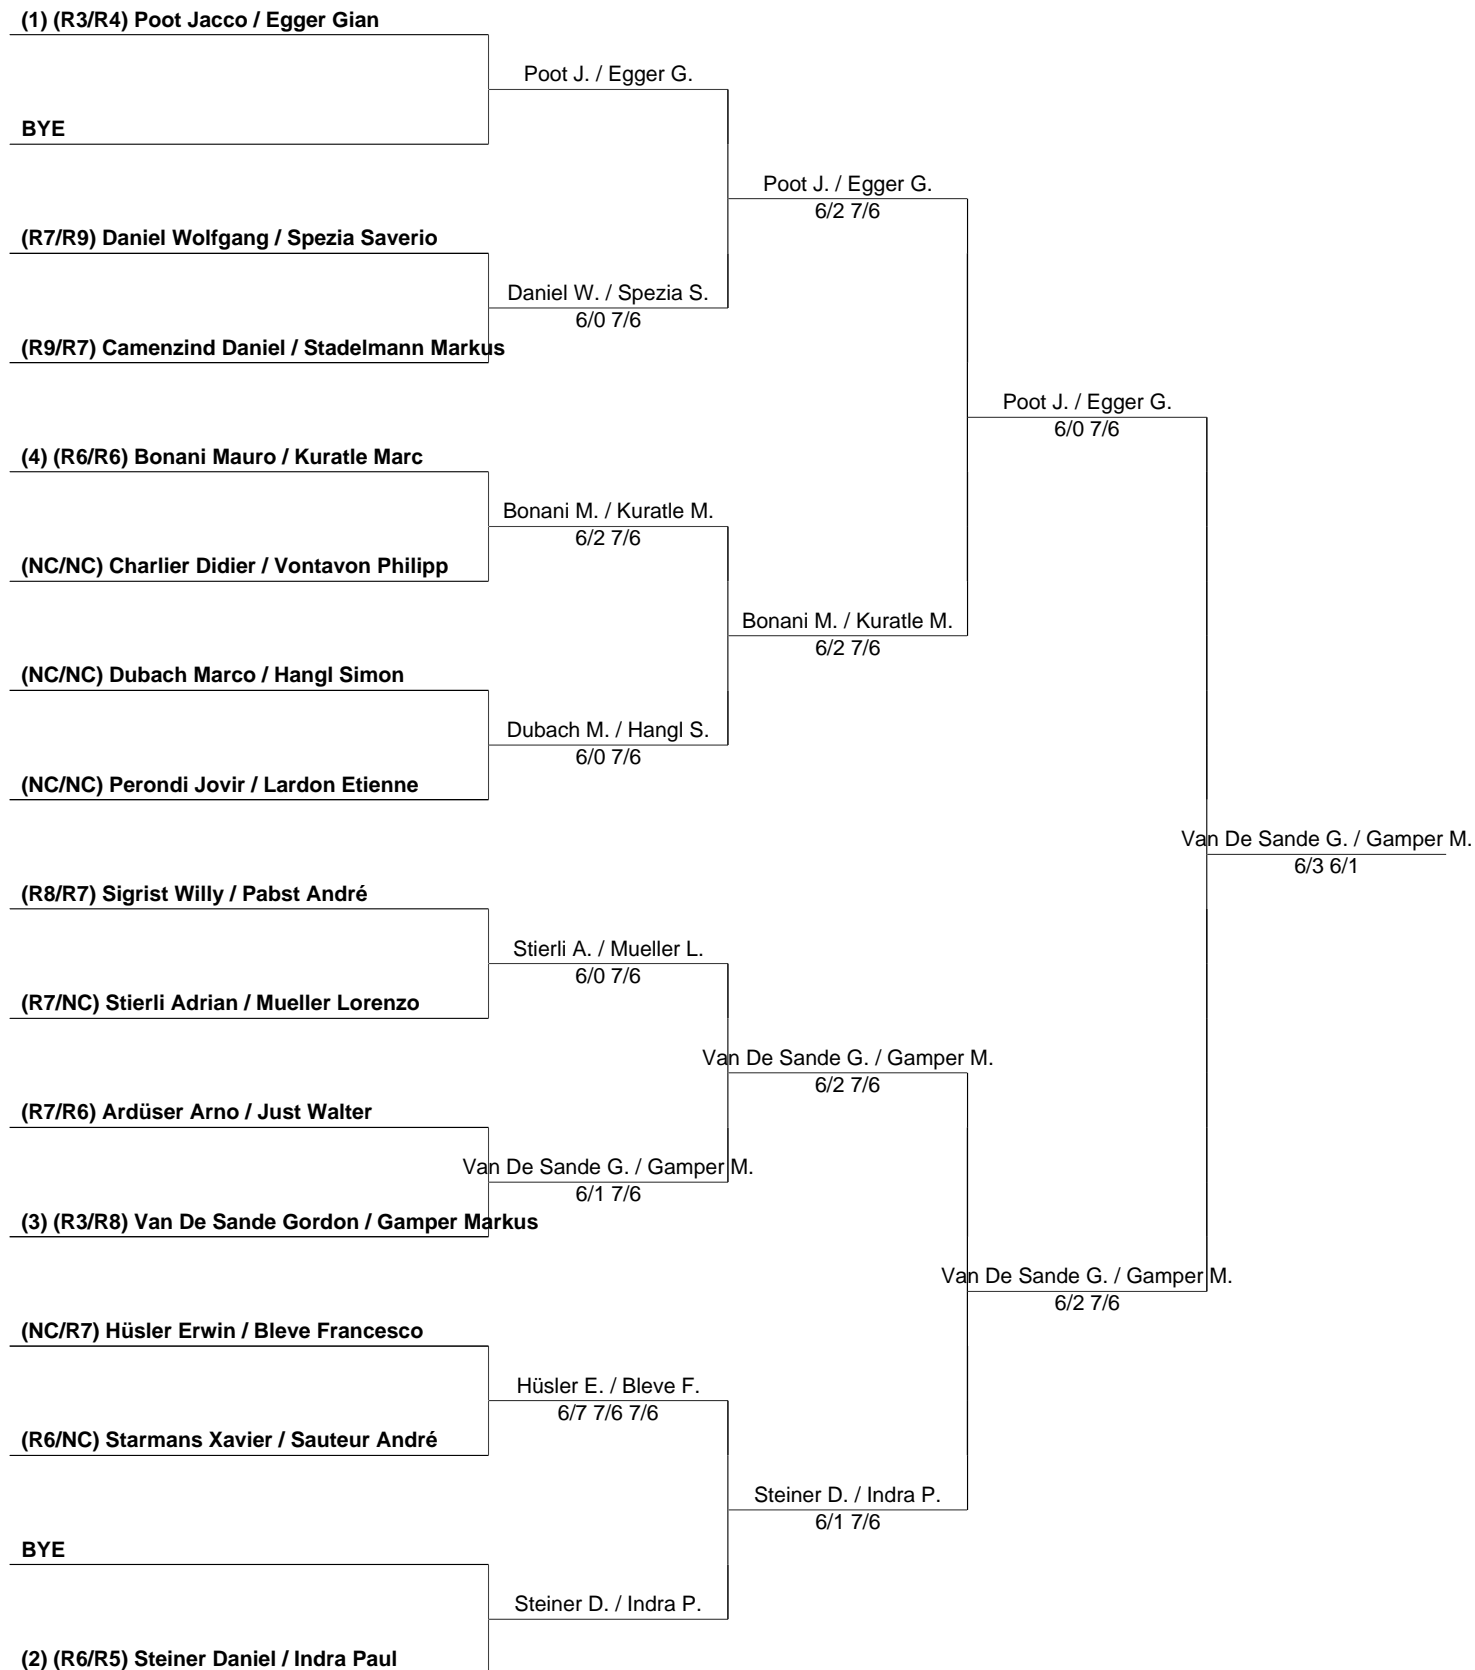 (1) (R3/R4) Poot Jacco / Egger Gian
Poot J. / Egger G.
BYE
Poot J. / Egger G.
6/2 7/6
(R7/R9) Daniel Wolfgang / Spezia Saverio
Daniel W. / Spezia S.
6/0 7/6
(R9/R7) Camenzind Daniel / Stadelmann Markus
Poot J. / Egger G.
6/0 7/6
(4) (R6/R6) Bonani Mauro / Kuratle Marc
Bonani M. / Kuratle M.
6/2 7/6
(NC/NC) Charlier Didier / Vontavon Philipp
Bonani M. / Kuratle M.
6/2 7/6
(NC/NC) Dubach Marco / Hangl Simon
Dubach M. / Hangl S.
6/0 7/6
(NC/NC) Perondi Jovir / Lardon Etienne
Van De Sande G. / Gamper M.
6/3 6/1
(R8/R7) Sigrist Willy / Pabst André
Stierli A. / Mueller L.
6/0 7/6
(R7/NC) Stierli Adrian / Mueller Lorenzo
Van De Sande G. / Gamper M.
6/2 7/6
(R7/R6) Ardüser Arno / Just Walter
Van De Sande G. / Gamper M.
6/1 7/6
(3) (R3/R8) Van De Sande Gordon / Gamper Markus
Van De Sande G. / Gamper M.
6/2 7/6
(NC/R7) Hüsler Erwin / Bleve Francesco
Hüsler E. / Bleve F.
6/7 7/6 7/6
(R6/NC) Starmans Xavier / Sauteur André
Steiner D. / Indra P.
6/1 7/6
BYE
Steiner D. / Indra P.
(2) (R6/R5) Steiner Daniel / Indra Paul